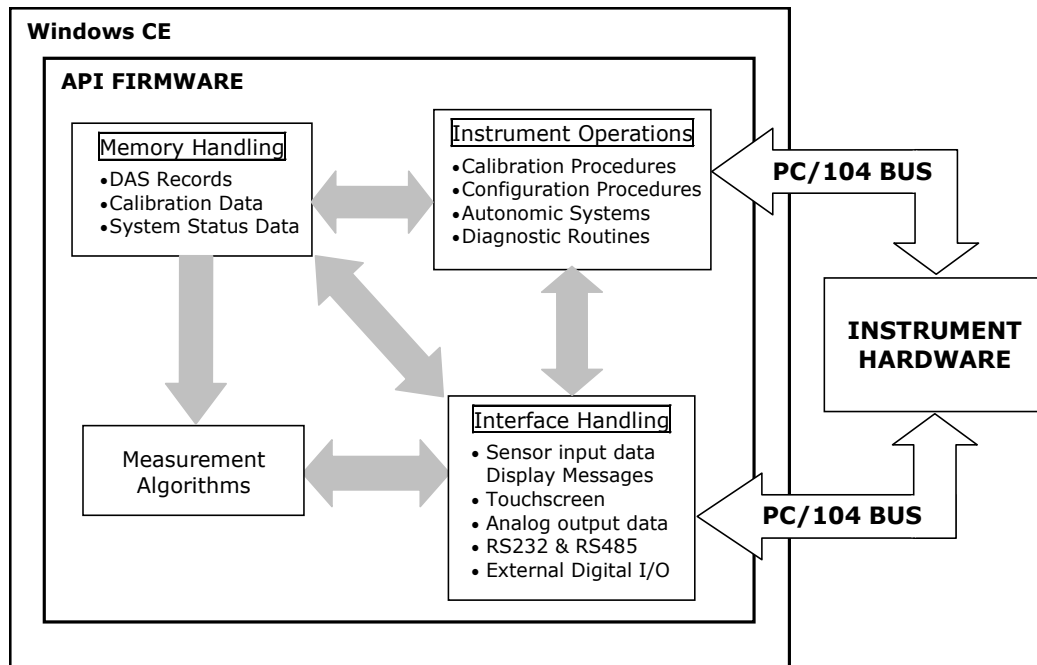 Windows CE
API FIRMWARE
Memory Handling
•DAS Records
•Calibration Data
•System Status Data
Instrument Operations
•Calibration Procedures
•Configuration Procedures
•Autonomic Systems
•Diagnostic Routines
PC/104 BUS
INSTRUMENT
HARDWARE
Measurement
Algorithms
Interface Handling
• Sensor input data
Display Messages
• Touchscreen
• Analog output data
• RS232 & RS485
• External Digital I/O
PC/104 BUS